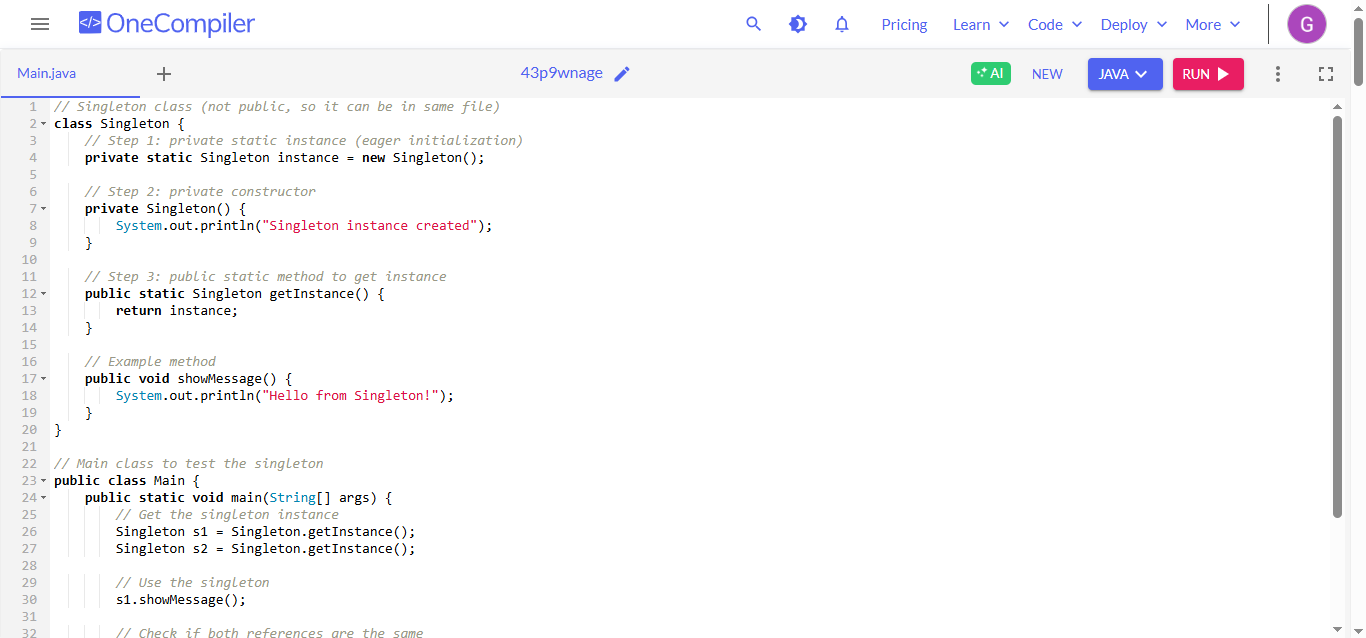 </> OneCompiler
Pricing Learn Code Deploy More G
Main.java + 43p9wnage AI NEW JAVA RUN
1 // Singleton class (not public, so it can be in same file)
2 class Singleton {
3     // Step 1: private static instance (eager initialization)
4     private static Singleton instance = new Singleton();
5
6     // Step 2: private constructor
7     private Singleton() {
8         System.out.println("Singleton instance created");
9     }
10
11     // Step 3: public static method to get instance
12     public static Singleton getInstance() {
13         return instance;
14     }
15
16     // Example method
17     public void showMessage() {
18         System.out.println("Hello from Singleton!");
19     }
20 }
21
22 // Main class to test the singleton
23 public class Main {
24     public static void main(String[] args) {
25         // Get the singleton instance
26         Singleton s1 = Singleton.getInstance();
27         Singleton s2 = Singleton.getInstance();
28
29         // Use the singleton
30         s1.showMessage();
31
32         // Check if both references are the same